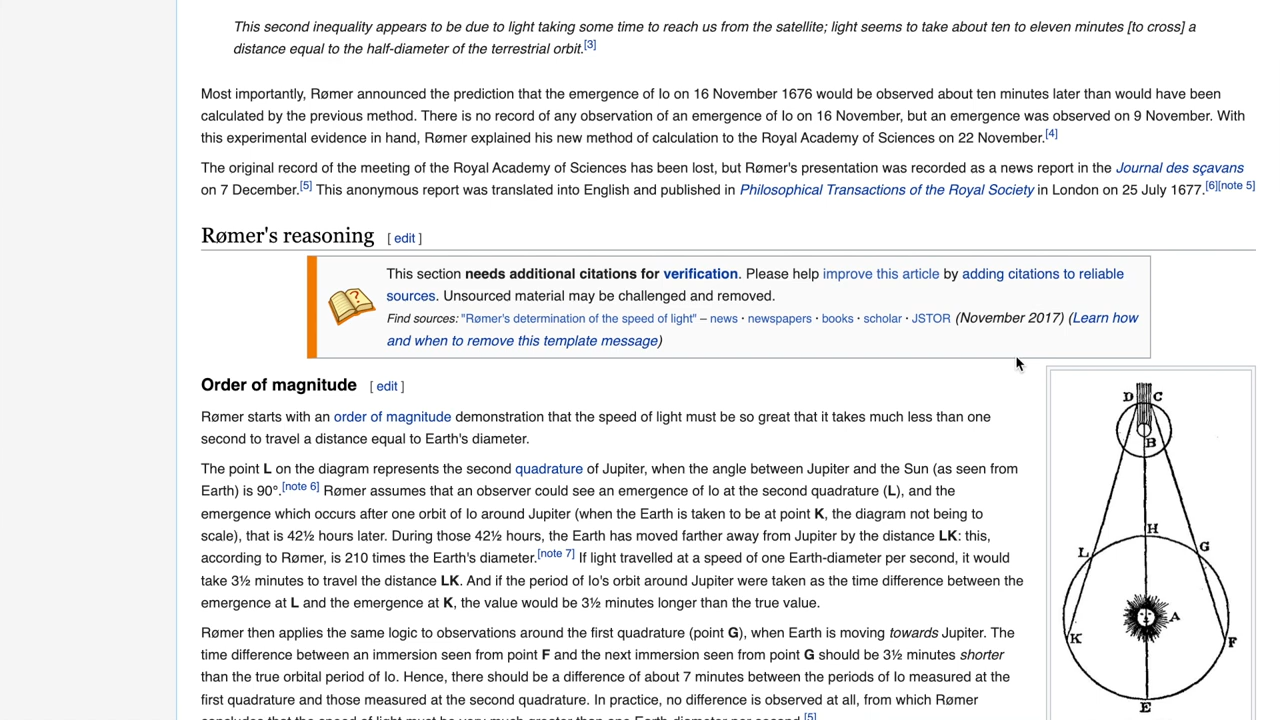 This second inequality appears to be due to light taking some time to reach us from the satellite; light seems to take about ten to eleven minutes [to cross] a
distance equal to the half-diameter of the terrestrial orbit.[3]
Most importantly, Rømer announced the prediction that the emergence of Io on 16 November 1676 would be observed about ten minutes later than would have been
calculated by the previous method. There is no record of any observation of an emergence of Io on 16 November, but an emergence was observed on 9 November. With
this experimental evidence in hand, Rømer explained his new method of calculation to the Royal Academy of Sciences on 22 November.[4]
The original record of the meeting of the Royal Academy of Sciences has been lost, but Rømer's presentation was recorded as a news report in the Journal des sçavans
on 7 December.[5] This anonymous report was translated into English and published in Philosophical Transactions of the Royal Society in London on 25 July 1677.[6][note 5]
Rømer's reasoning [ edit ]
This section needs additional citations for verification. Please help improve this article by adding citations to reliable
sources. Unsourced material may be challenged and removed.
Find sources: "Rømer's determination of the speed of light" – news · newspapers · books · scholar · JSTOR (November 2017) (Learn how
and when to remove this template message)
Order of magnitude [ edit ]
Rømer starts with an order of magnitude demonstration that the speed of light must be so great that it takes much less than one
second to travel a distance equal to Earth's diameter.
The point L on the diagram represents the second quadrature of Jupiter, when the angle between Jupiter and the Sun (as seen from
Earth) is 90°.[note 6] Rømer assumes that an observer could see an emergence of Io at the second quadrature (L), and the
emergence which occurs after one orbit of Io around Jupiter (when the Earth is taken to be at point K, the diagram not being to
scale), that is 42½ hours later. During those 42½ hours, the Earth has moved farther away from Jupiter by the distance LK: this,
according to Rømer, is 210 times the Earth's diameter.[note 7] If light travelled at a speed of one Earth-diameter per second, it would
take 3½ minutes to travel the distance LK. And if the period of Io's orbit around Jupiter were taken as the time difference between the
emergence at L and the emergence at K, the value would be 3½ minutes longer than the true value.
Rømer then applies the same logic to observations around the first quadrature (point G), when Earth is moving towards Jupiter. The
time difference between an immersion seen from point F and the next immersion seen from point G should be 3½ minutes shorter
than the true orbital period of Io. Hence, there should be a difference of about 7 minutes between the periods of Io measured at the
first quadrature and those measured at the second quadrature. In practice, no difference is observed at all, from which Rømer
concludes that the speed of light must be very much greater than one Earth-diameter per second.[5]
D C
B
H
L G
A
K F
E